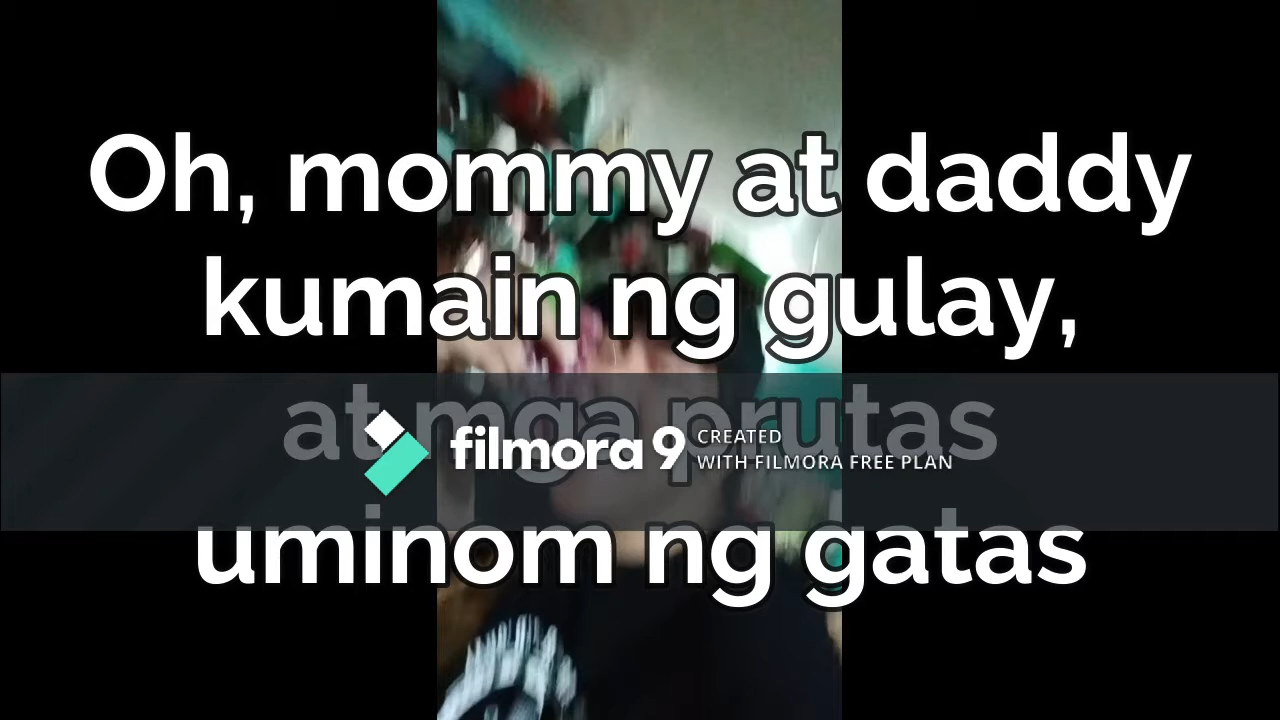 Oh, mommy at daddy
kumain ng gulay,
at mga prutas
filmora 9 CREATED
WITH FILMORA FREE PLAN
uminom ng gatas